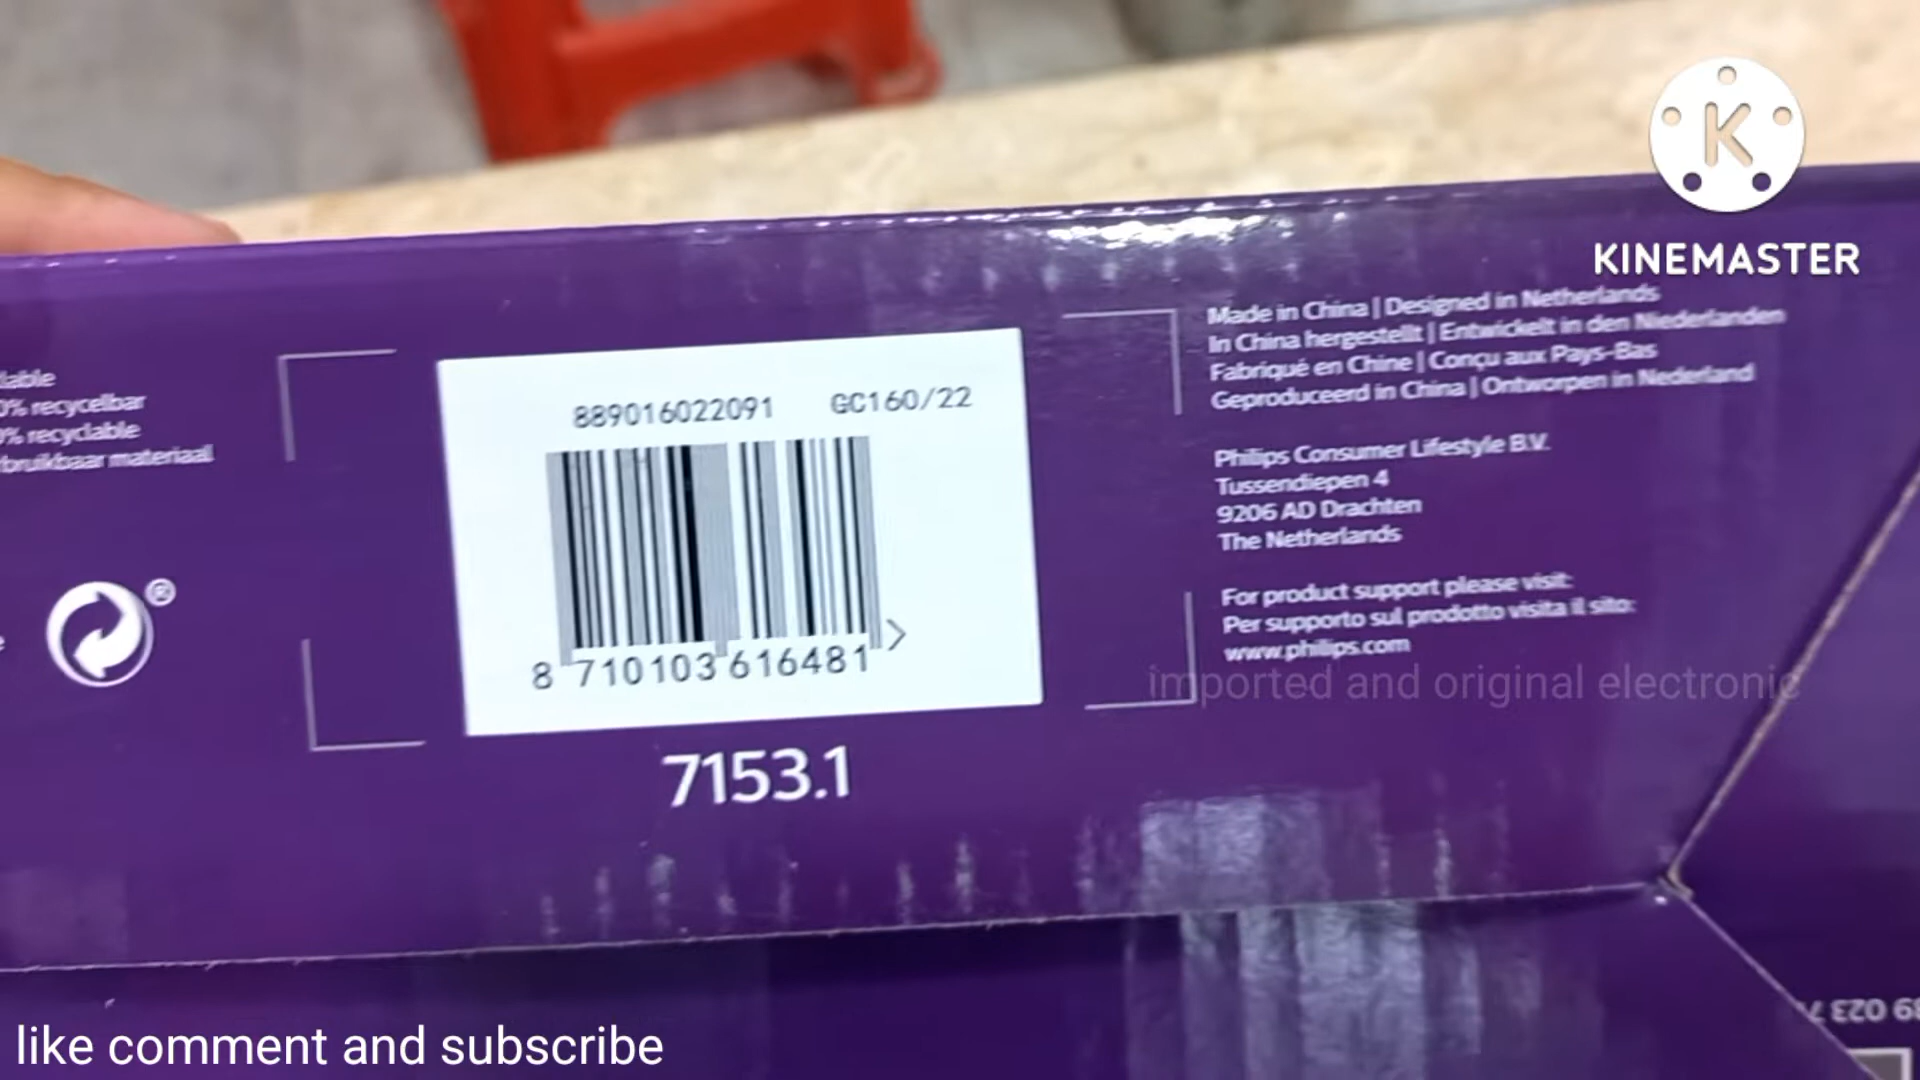 K
KINEMASTER
lable
0% recycelbar
0% recyclable
bruikbaar materiaal
®
889016022091 GC160/22
8 710103 616481 >
7153.1
Made in China | Designed in Netherlands
In China hergestellt | Entwickelt in den Niederlanden
Fabriqué en Chine | Conçu aux Pays-Bas
Geproduceerd in China | Ontworpen in Nederland
Philips Consumer Lifestyle B.V.
Tussendiepen 4
9206 AD Drachten
The Netherlands
For product support please visit:
Per supporto sul prodotto visita il sito:
www.philips.com
imported and original electronic
like comment and subscribe